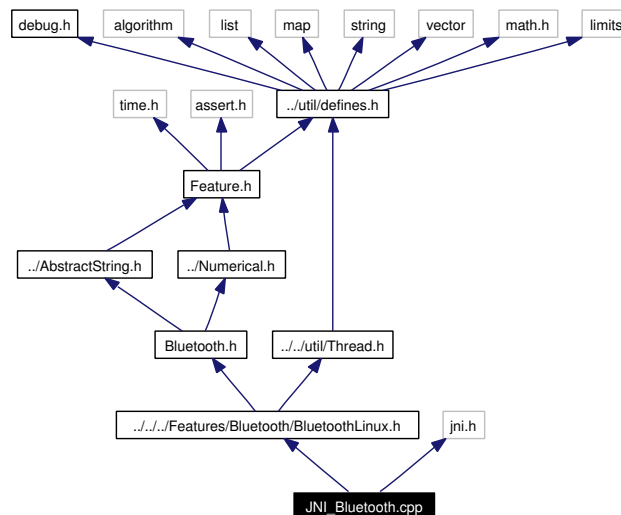 debug.h algorithm list map string vector math.h limits
time.h assert.h ../util/defines.h
Feature.h
../AbstractString.h ../Numerical.h
Bluetooth.h ../../util/Thread.h
../../../Features/Bluetooth/BluetoothLinux.h jni.h
JNI_Bluetooth.cpp